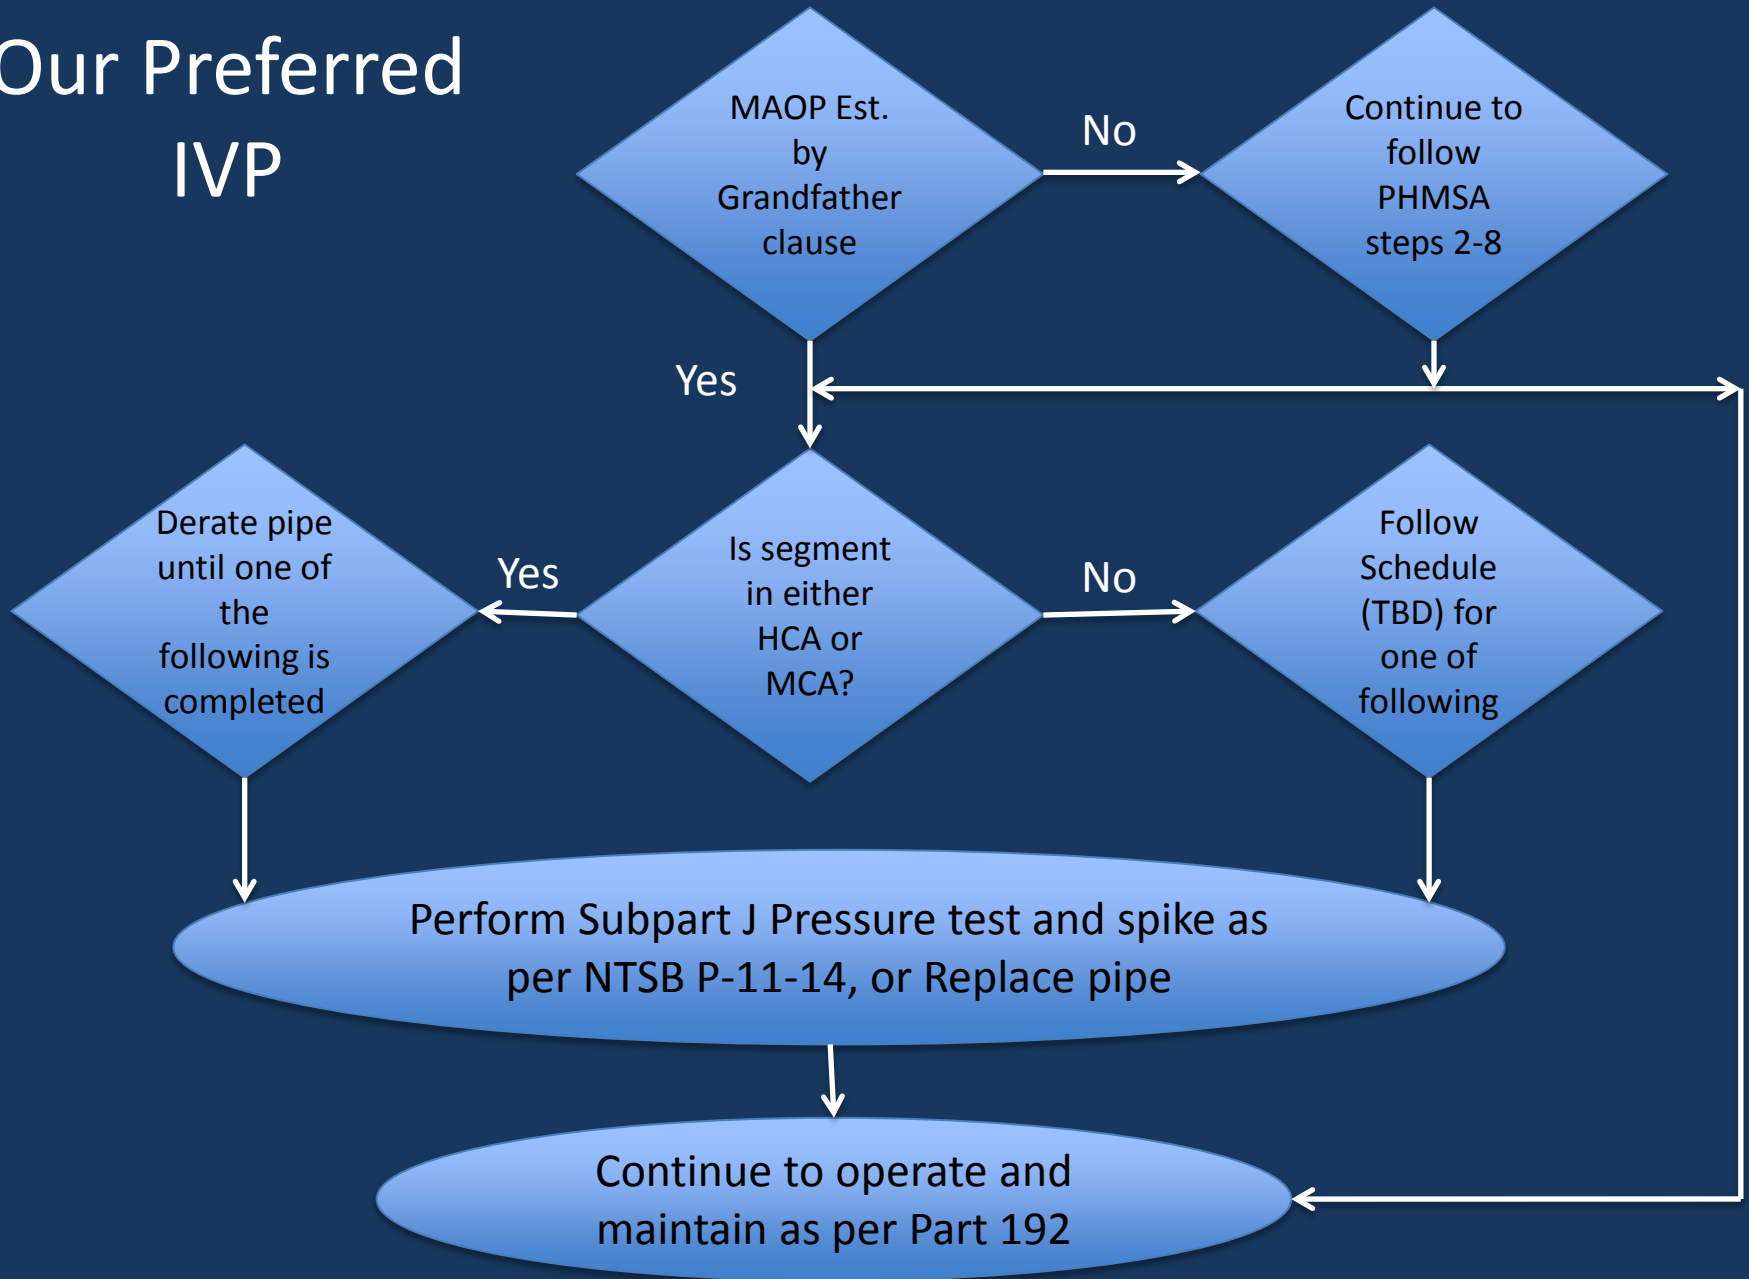 Our Preferred
IVP
MAOP Est.
by
Grandfather
clause
No
Continue to
follow
PHMSA
steps 2-8
Yes
Derate pipe
until one of
the
following is
completed
Yes
Is segment
in either
HCA or
MCA?
No
Follow
Schedule
(TBD) for
one of
following
Perform Subpart J Pressure test and spike as
per NTSB P-11-14, or Replace pipe
Continue to operate and
maintain as per Part 192